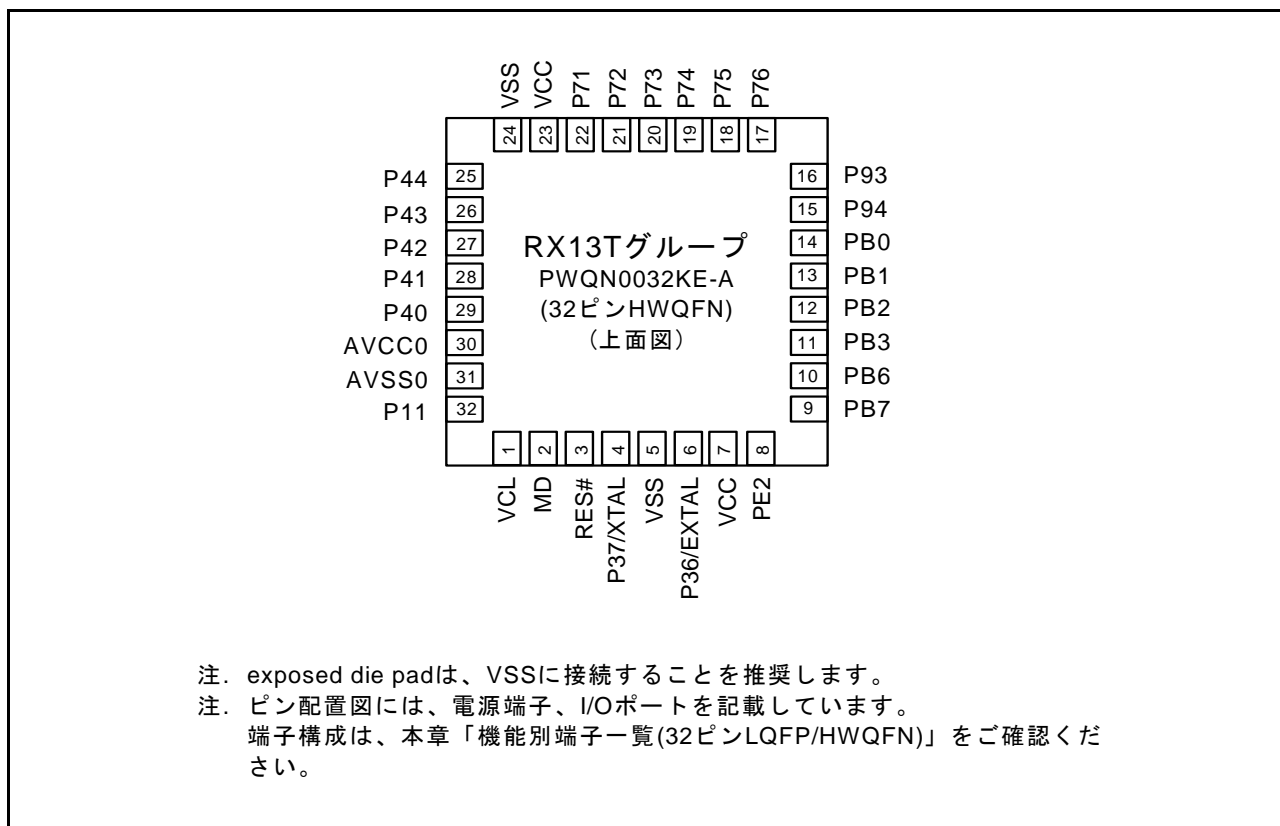 VSS
VCC
P71
P72
P73
P74
P75
P76
24
23
22
21
20
19
18
17
P44 25
P43 26
P42 27
P41 28
P40 29
AVCC0 30
AVSS0 31
P11 32
RX13Tグループ
PWQN0032KE-A
(32ピンHWQFN)
（上面図）
16 P93
15 P94
14 PB0
13 PB1
12 PB2
11 PB3
10 PB6
9 PB7
1
2
3
4
5
6
7
8
VCL
MD
RES#
P37/XTAL
VSS
P36/EXTAL
VCC
PE2
注. exposed die padは、VSSに接続することを推奨します。
注. ピン配置図には、電源端子、I/Oポートを記載しています。
端子構成は、本章「機能別端子一覧(32ピンLQFP/HWQFN)」をご確認くだ
さい。